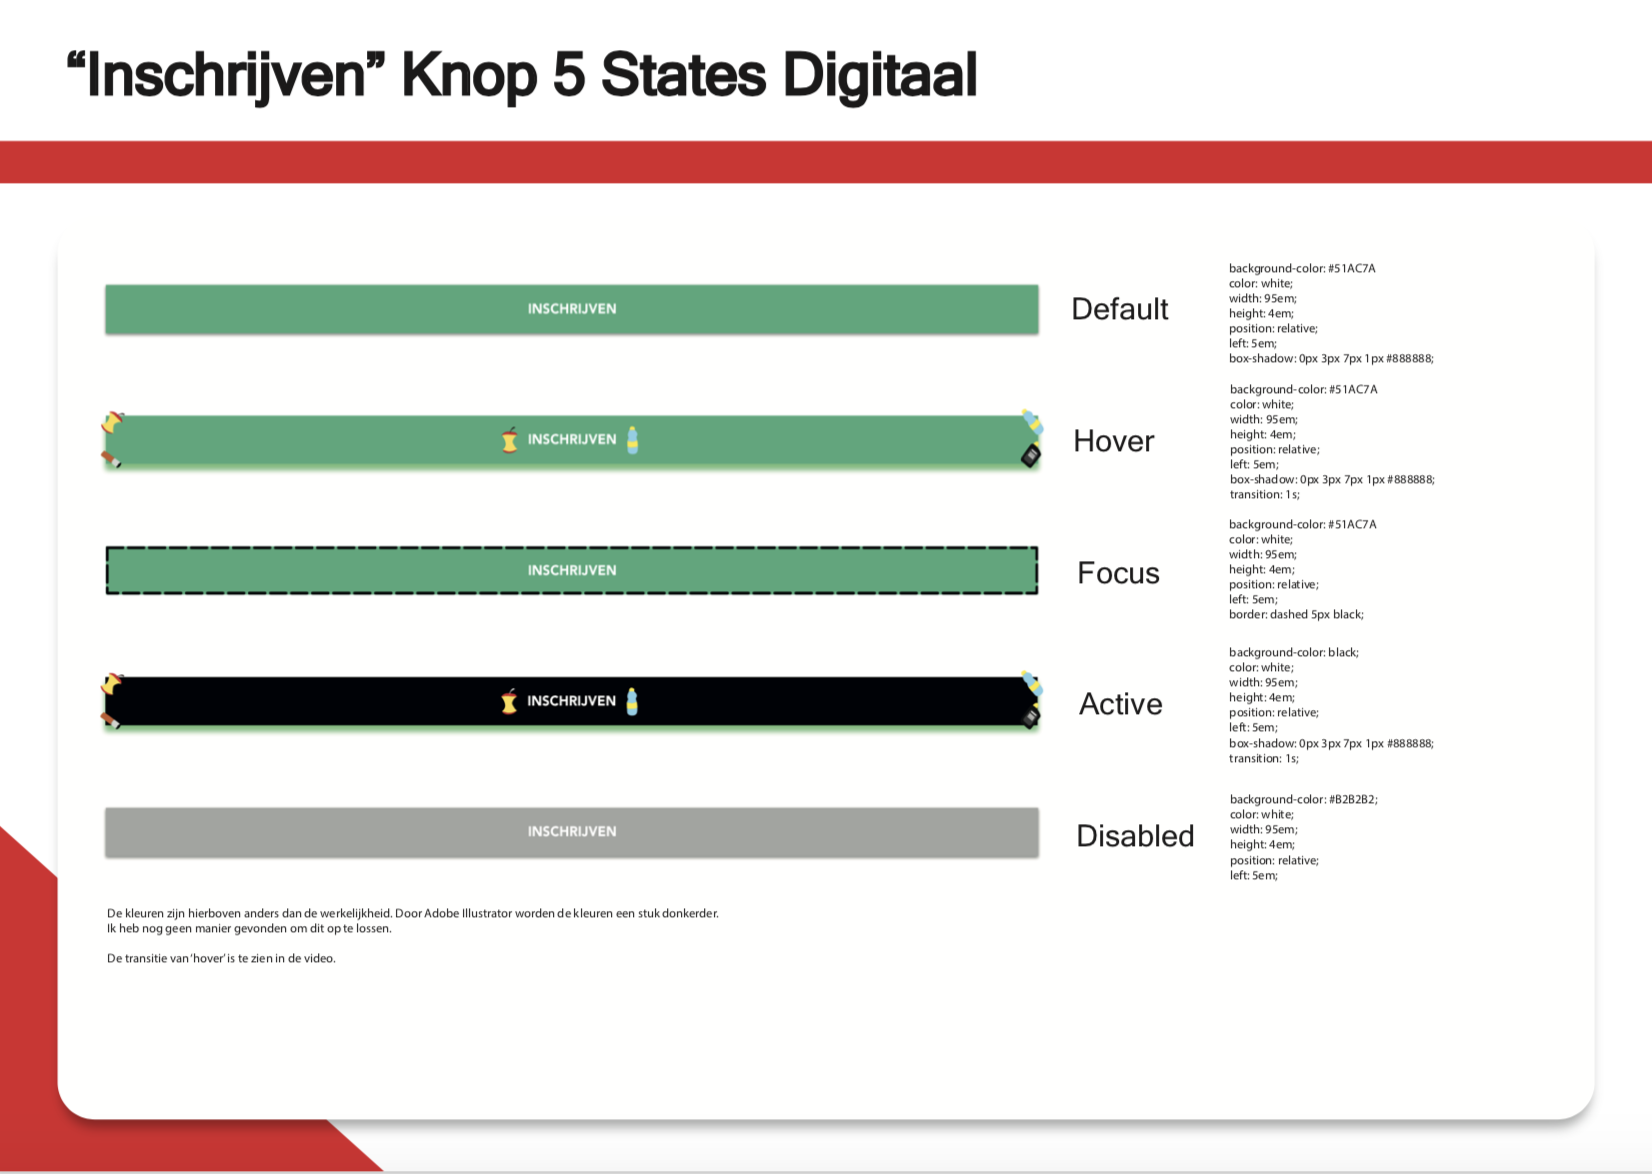 “Inschrijven” Knop 5 States Digitaal
INSCHRIJVEN
Default
background-color: #51AC7A
color: white;
width: 95em;
height: 4em;
position: relative;
left: 5em;
box-shadow: 0px 3px 7px 1px #888888;
INSCHRIJVEN
Hover
background-color: #51AC7A
color: white;
width: 95em;
height: 4em;
position: relative;
left: 5em;
box-shadow: 0px 3px 7px 1px #888888;
transition: 1s;
INSCHRIJVEN
Focus
background-color: #51AC7A
color: white;
width: 95em;
height: 4em;
position: relative;
left: 5em;
border: dashed 5px black;
INSCHRIJVEN
Active
background-color: black;
color: white;
width: 95em;
height: 4em;
position: relative;
left: 5em;
box-shadow: 0px 3px 7px 1px #888888;
transition: 1s;
INSCHRIJVEN
Disabled
background-color: #B2B2B2;
color: white;
width: 95em;
height: 4em;
position: relative;
left: 5em;
De kleuren zijn hierboven anders dan de werkelijkheid. Door Adobe Illustrator worden de kleuren een stuk donkerder.
Ik heb nog geen manier gevonden om dit op te lossen.
De transitie van ‘hover’ is te zien in de video.